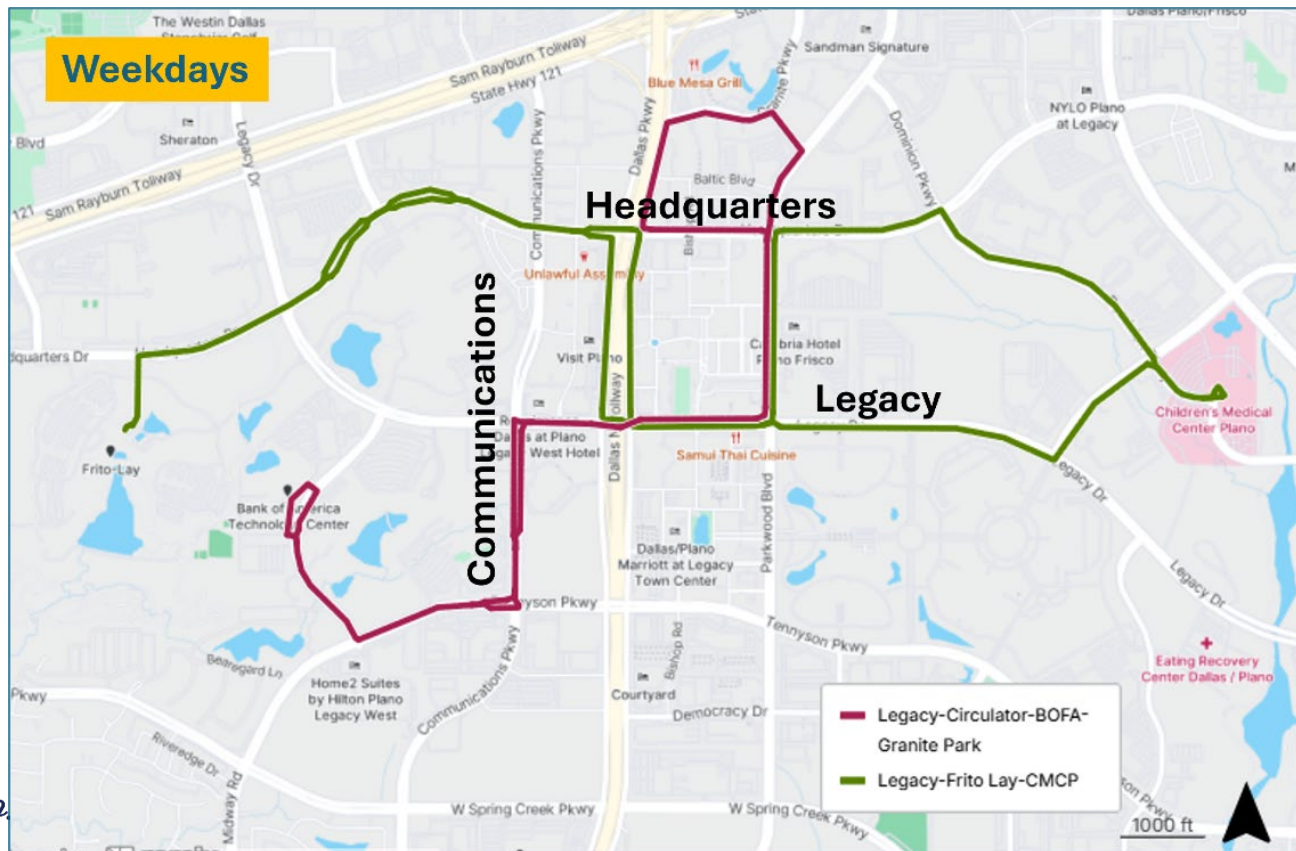 The Westin Dallas
Weekdays
Sam Rayburn Tollway
State Hwy 121
Sandman Signature
Blue Mesa Grill
Granite Pkwy
NYLO Plano
at Legacy
Sheraton
Blvd
Legacy Dr
Communications Pkwy
Dallas Pkwy
Dominion Pkwy
Sam Rayburn Tollway
121
Baltic Blvd
Headquarters
Unlawful Assembly
Communications
Visit Plano
Cambria Hotel
Plano Frisco
dquarters Dr
Legacy
Children's Medical
Center Plano
Samui Thai Cuisine
Frito-Lay
Legacy Dr
Bank of America
Technology Center
Parkwood Blvd
Dallas/Plano
Marriott at Legacy
Town Center
Legacy Dr
Tennyson Pkwy
Tennyson Pkwy
Bishop Rd
Beauregard Ln
Home2 Suites
by Hilton Plano
Legacy West
Communications Pkwy
Courtyard
Eating Recovery
Center Dallas / Plano
Pkwy
Democracy Dr
Legacy-Circulator-BOFA-
Granite Park
Legacy-Frito Lay-CMCP
Riveredge Dr
Midway Rd
W Spring Creek Pkwy
W Spring Creek Pkwy
1000 ft